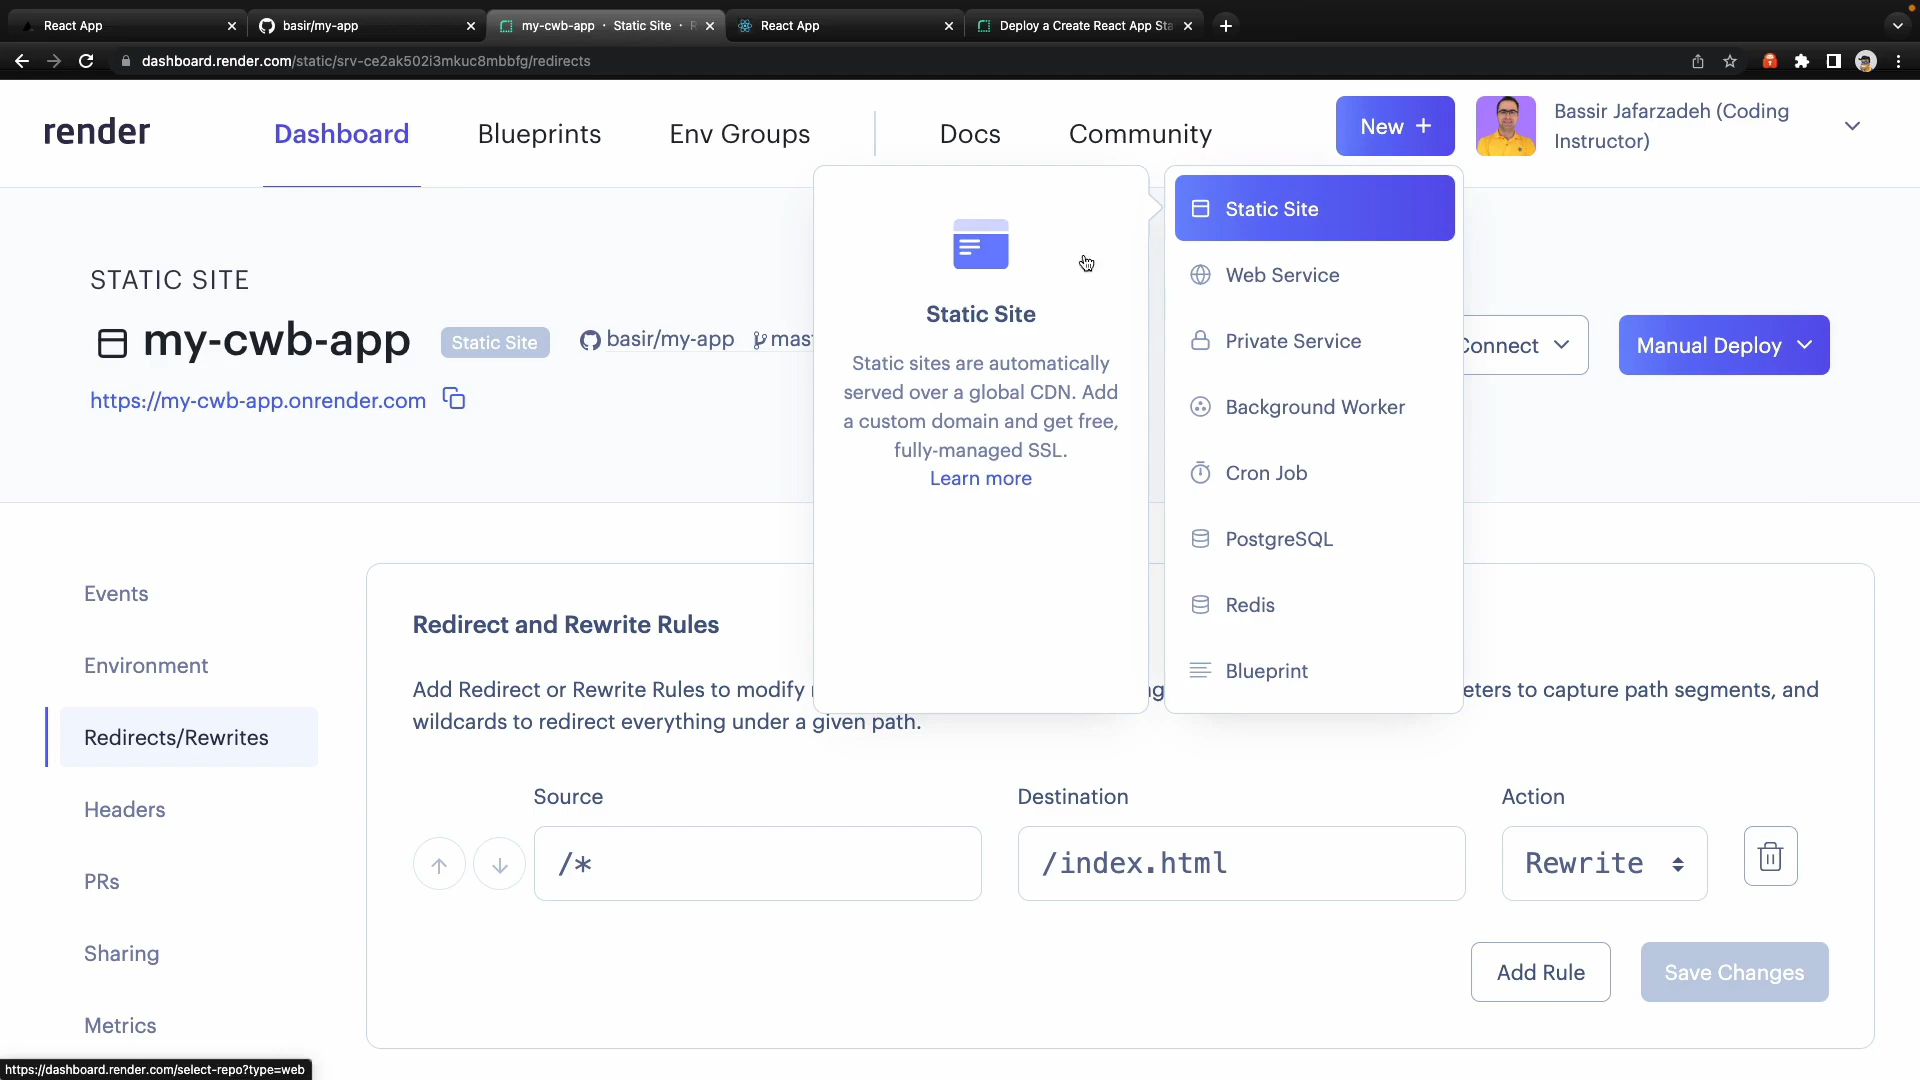 React App
basir/my-app
my-cwb-app · Static Site · R
React App
Deploy a Create React App Sta
dashboard.render.com/static/srv-ce2ak502i3mkuc8mbbfg/redirects
render
Dashboard
Blueprints
Env Groups
Docs
Community
New +
Bassir Jafarzadeh (Coding
Instructor)
STATIC SITE
my-cwb-app
Static Site
basir/my-app
mast
https://my-cwb-app.onrender.com
Connect
Manual Deploy
Static Site
Static sites are automatically
served over a global CDN. Add
a custom domain and get free,
fully-managed SSL.
Learn more
Static Site
Web Service
Private Service
Background Worker
Cron Job
PostgreSQL
Redis
Blueprint
Events
Environment
Redirects/Rewrites
Headers
PRs
Sharing
Metrics
Redirect and Rewrite Rules
Add Redirect or Rewrite Rules to modify g eters to capture path segments, and
wildcards to redirect everything under a given path.
Source
Destination
Action
/*
/index.html
Rewrite
Add Rule
Save Changes
https://dashboard.render.com/select-repo?type=web